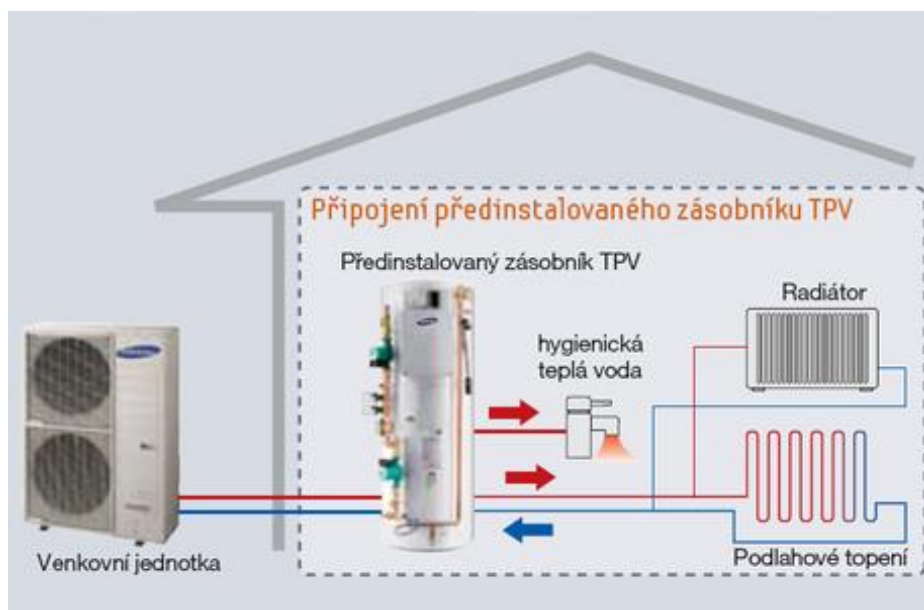 Připojení předinstalovaného zásobníku TPV
Předinstalovaný zásobník TPV
Radiátor
hygienická
teplá voda
Venkovní jednotka
Podlahové topení